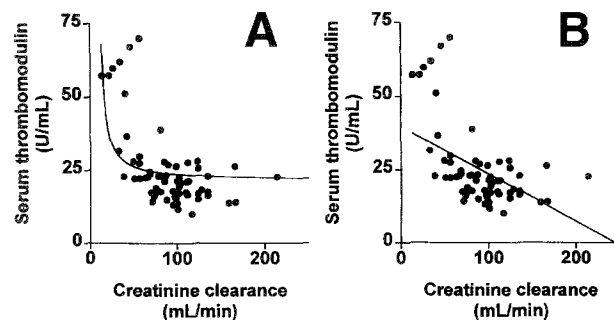 A
75
50
25
0
Serum thrombomodulin
(U/mL)
0
100
200
Creatinine clearance
(mL/min)
B
75
50
25
0
Serum thrombomodulin
(U/mL)
0
100
200
Creatinine clearance
(mL/min)